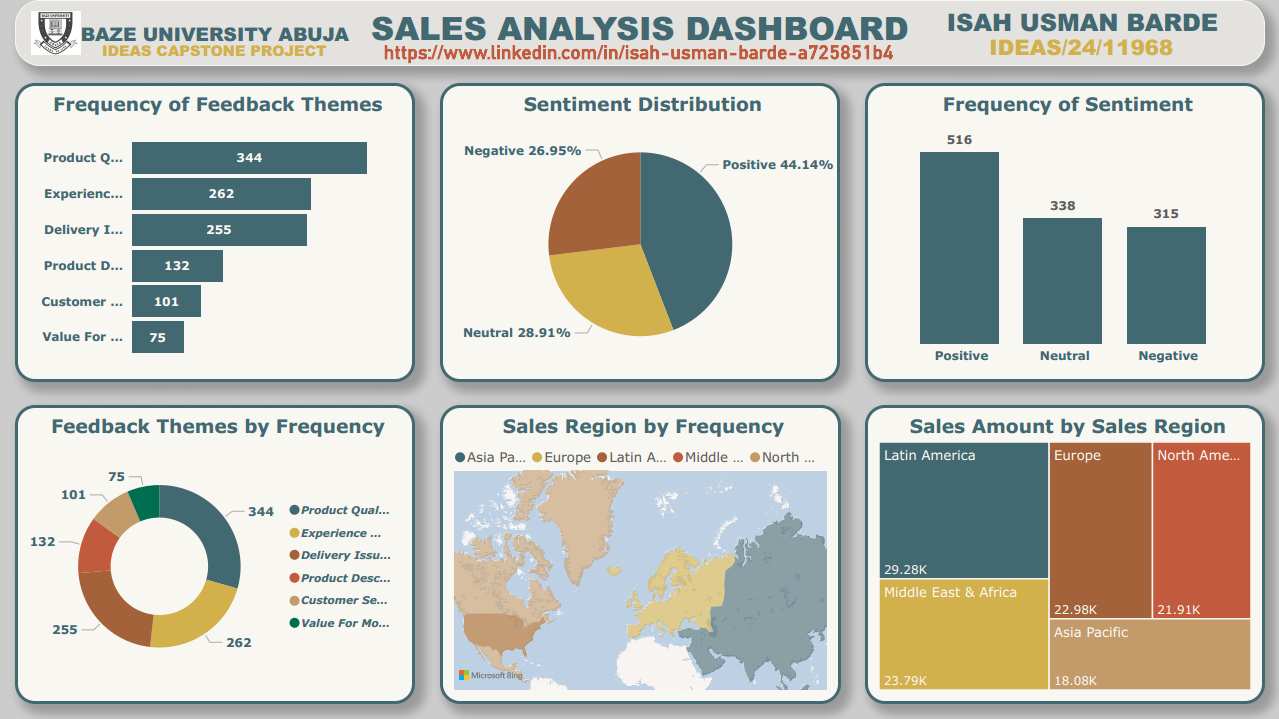 BAZE UNIVERSITY ABUJA
IDEAS CAPSTONE PROJECT
SALES ANALYSIS DASHBOARD
https://www.linkedin.com/in/isah-usman-barde-a725851b4
ISAH USMAN BARDE
IDEAS/24/11968
Frequency of Feedback Themes
Product Q... 344
Experienc... 262
Delivery I... 255
Product D... 132
Customer ... 101
Value For ... 75
Sentiment Distribution
Negative 26.95%
Positive 44.14%
Neutral 28.91%
Frequency of Sentiment
516
338
315
Positive Neutral Negative
Feedback Themes by Frequency
75
101
344
132
255
262
Product Qual...
Experience ...
Delivery Issu...
Product Desc...
Customer Se...
Value For Mo...
Sales Region by Frequency
Asia Pa... Europe Latin A... Middle ... North ...
Microsoft Bing
Sales Amount by Sales Region
Latin America
29.28K
Europe
22.98K
North Ame...
21.91K
Middle East & Africa
23.79K
Asia Pacific
18.08K